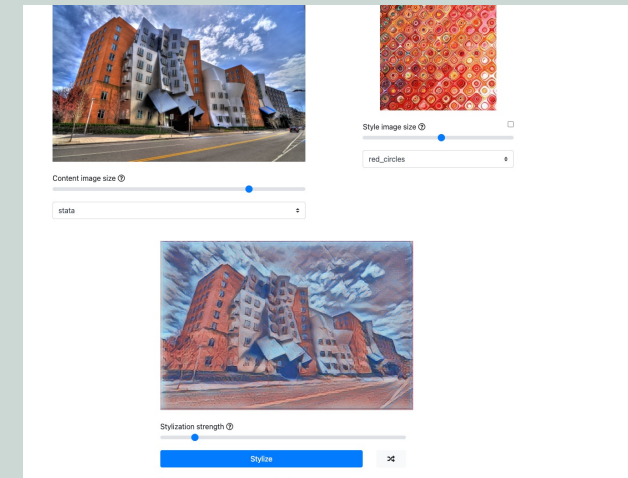 Style image size
red_circles
Content image size
stata
Stylization strength
Stylize